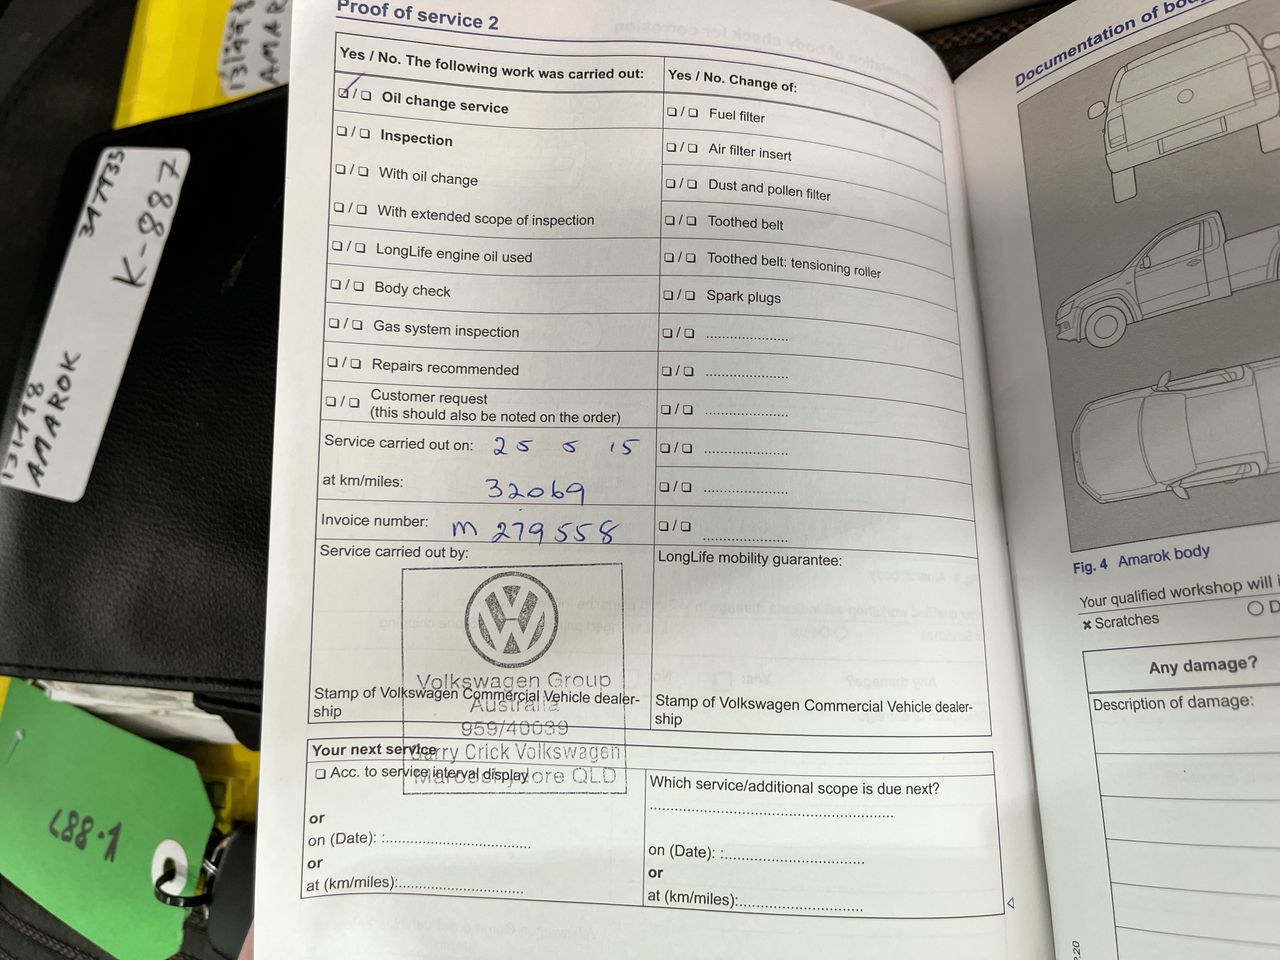 Proof of service 2
Yes / No. The following work was carried out:
Oil change service
Inspection
With oil change
With extended scope of inspection
LongLife engine oil used
Body check
Gas system inspection
Repairs recommended
Customer request
(this should also be noted on the order)
Service carried out on: 25 5 15
at km/miles: 32069
Invoice number: M 279558
Service carried out by:
Volkswagen Group
Australia
959/40039
Garry Crick Volkswagen
Maroochydore QLD
Stamp of Volkswagen Commercial Vehicle dealer-
ship
Yes / No. Change of:
Fuel filter
Air filter insert
Dust and pollen filter
Toothed belt
Toothed belt: tensioning roller
Spark plugs
LongLife mobility guarantee:
Stamp of Volkswagen Commercial Vehicle dealer-
ship
Your next service
Acc. to service interval display
or
on (Date): :
or
at (km/miles):
Which service/additional scope is due next?
on (Date): :
or
at (km/miles):
Documentation of
Fig. 4 Amarok body
Your qualified workshop will
× Scratches
Any damage?
Description of damage:
347935
K-887
131798
AMAROK
131798
AMAROK
K-887